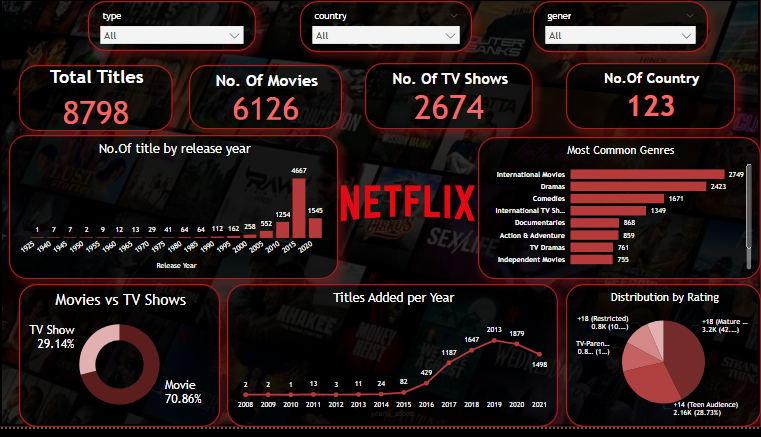 type
country
gener
All
All
All
Total Titles
8798
No. Of Movies
6126
No. Of TV Shows
2674
No.Of Country
123
No.Of title by release year
1
7
7
2
9
12
13
29
41
64
64
112
162
258
552
1254
4667
1545
1925
1940
1945
1950
1955
1960
1965
1970
1975
1980
1985
1990
1995
2000
2005
2010
2015
2020
Release Year
NETFLIX
Most Common Genres
International Movies 2749
Dramas 2423
Comedies 1671
International TV Sh... 1349
Documentaries 868
Action & Adventure 859
TV Dramas 761
Independent Movies 755
Movies vs TV Shows
TV Show
29.14%
Movie
70.86%
Titles Added per Year
2
2
1
13
3
11
24
82
429
1187
1647
2013
1879
1498
2008
2009
2010
2011
2012
2013
2014
2015
2016
2017
2018
2019
2020
2021
Distribution by Rating
+18 (Restricted)
0.8K (10....)
+18 (Mature ...
3.2K (42....)
TV-Paren...
0.8... (1...)
+14 (Teen Audience)
2.16K (28.73%)
OUTER
BANKS
RAW
SEX/LIFE